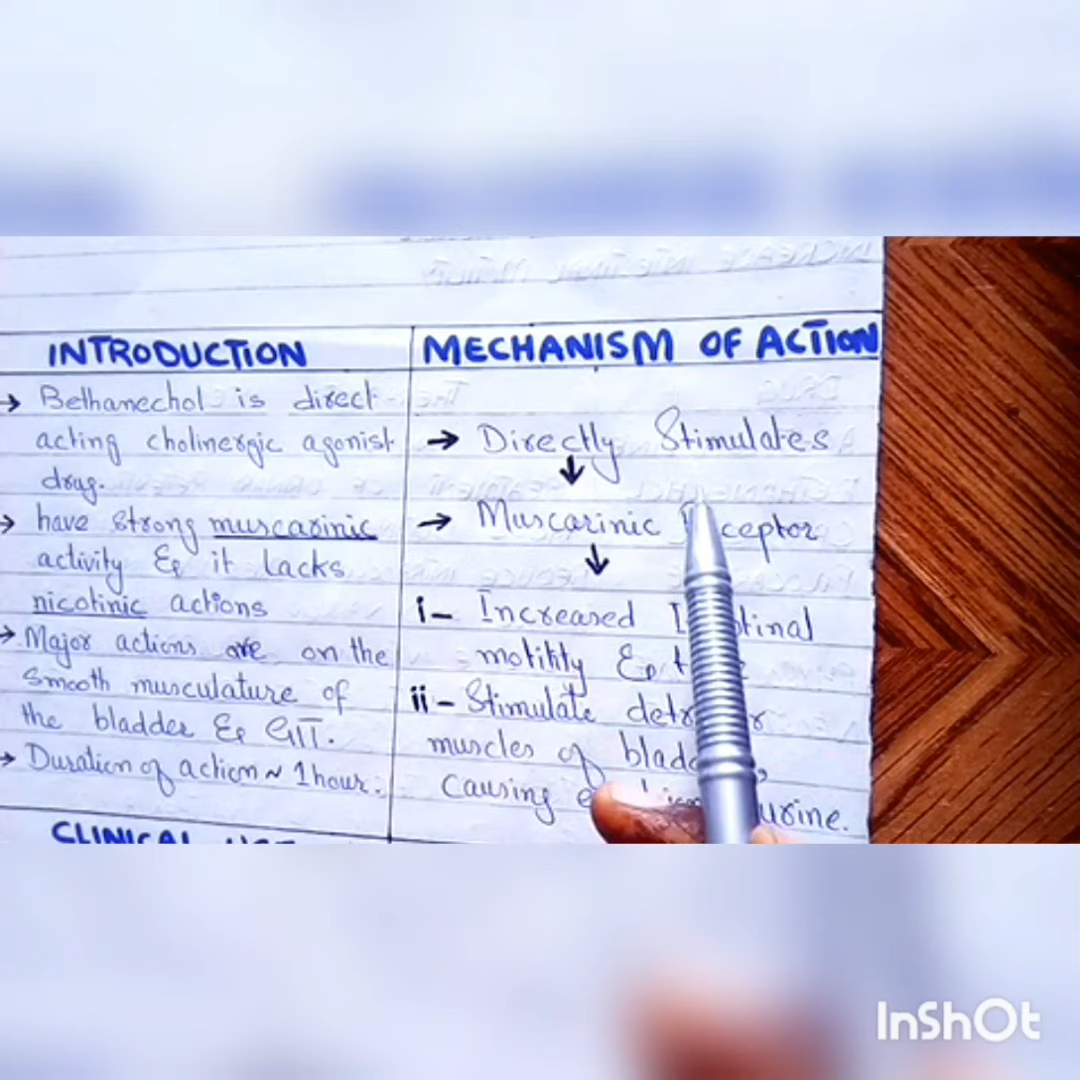 INTRODUCTION
→ Bethanechol is direct
acting cholinergic agonist
drug.
→ have strong muscarinic
activity & it lacks
nicotinic actions
→ Major actions are on the
smooth musculature of
the bladder & GIT.
→ Duration of action ~ 1 hour.
CLINICAL
MECHANISM OF ACTION
→ Directly Stimulates
↓
→ Muscarinic
↓
i- Increased
motility &
ii- Stimulate
muscles of
causing urine.
InShOt